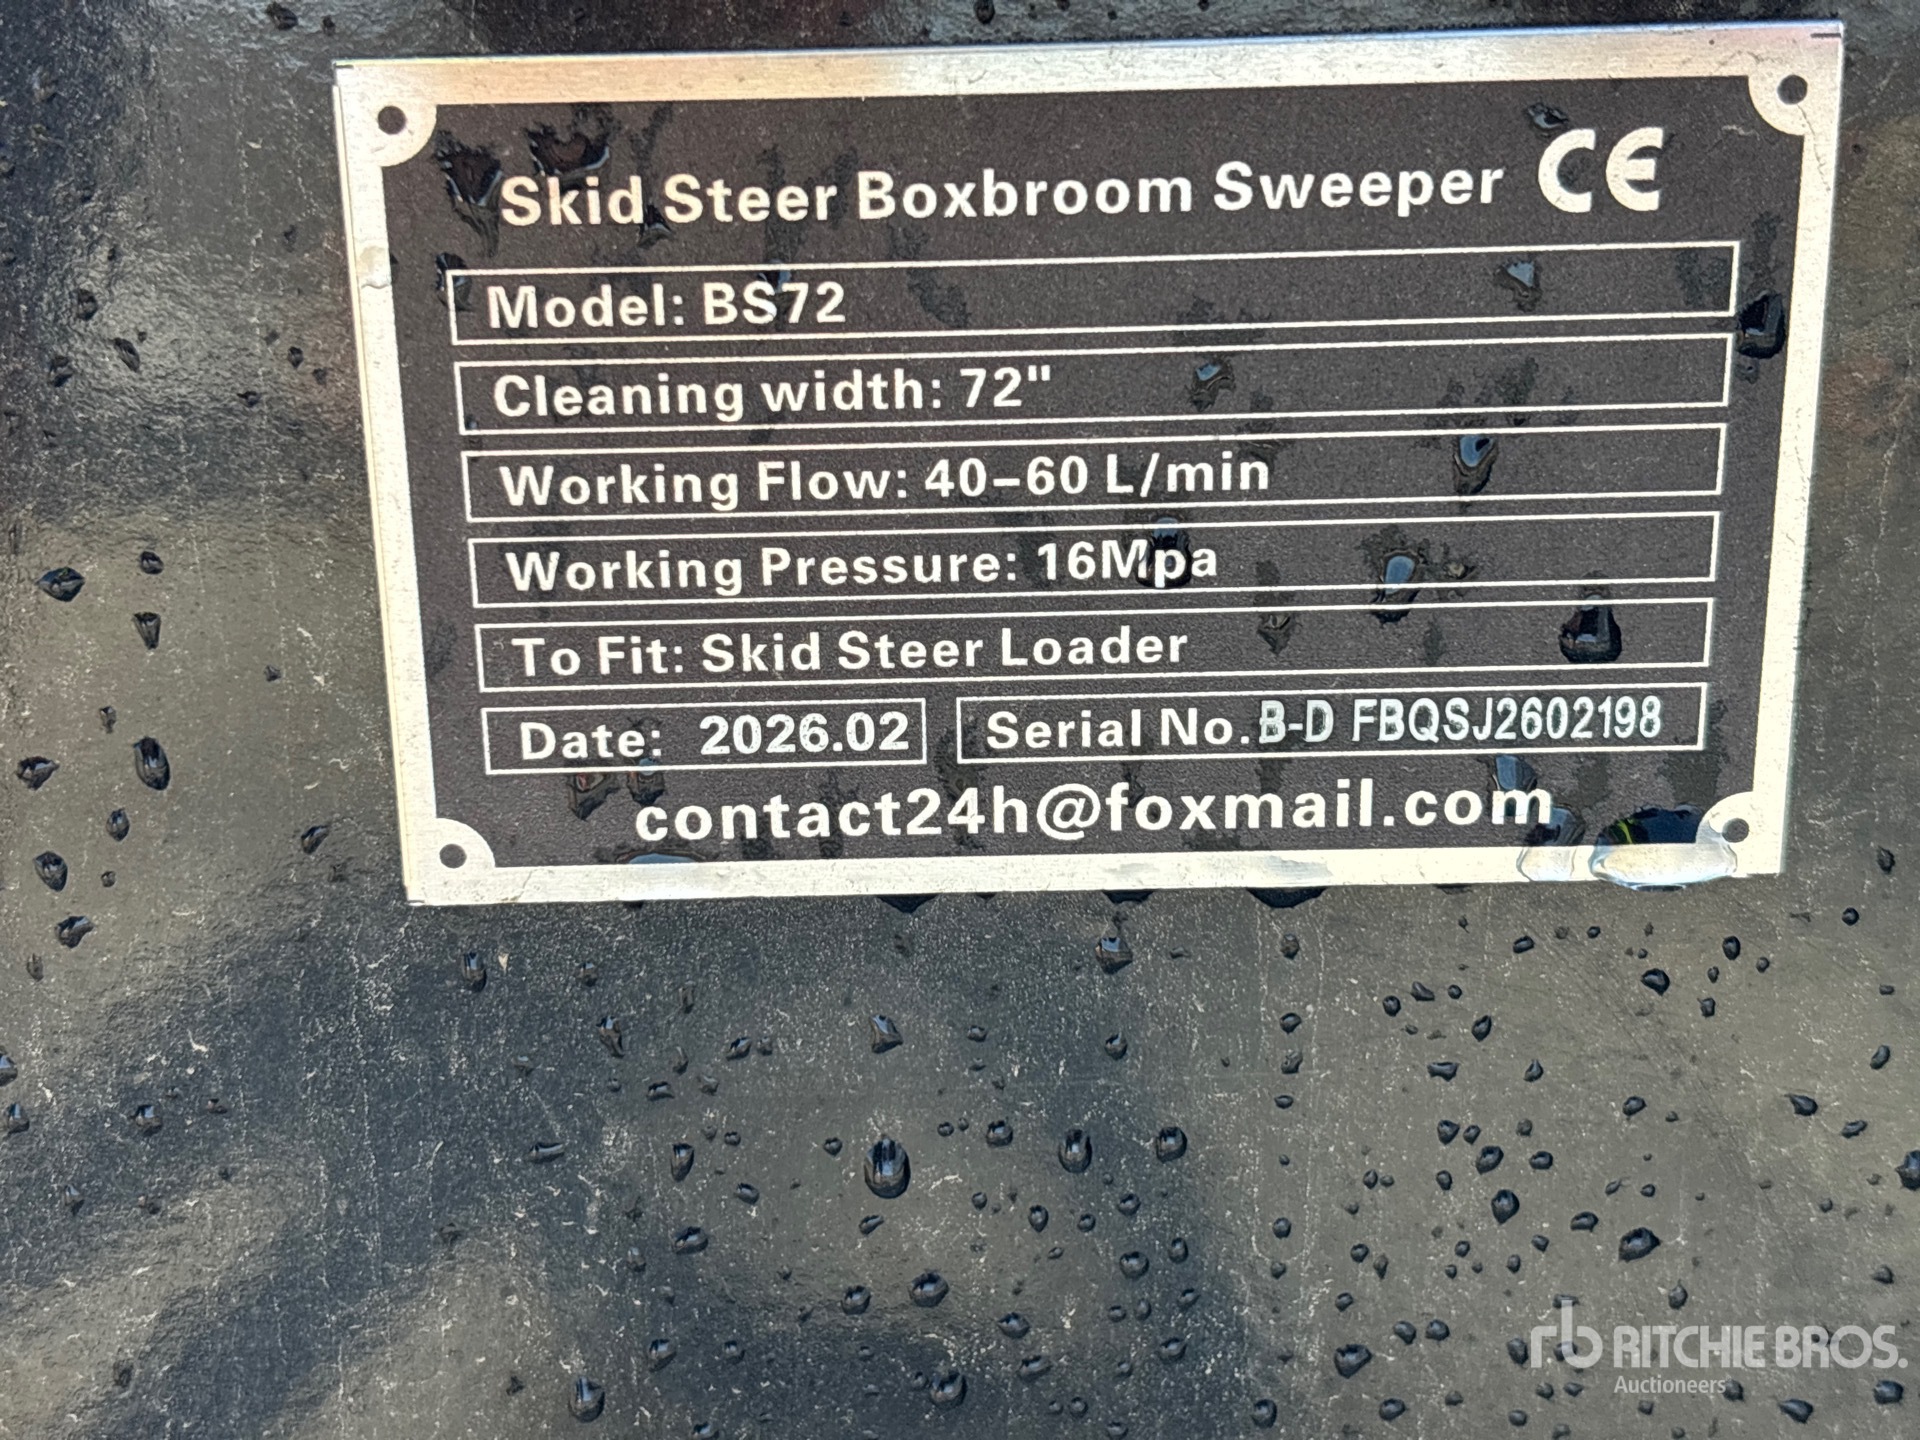 Skid Steer Boxbroom Sweeper CE
Model: BS72
Cleaning width: 72"
Working Flow: 40–60 L/min
Working Pressure: 16Mpa
To Fit: Skid Steer Loader
Date: 2026.02 Serial No. B-D FBQSJ2602198
contact24h@foxmail.com
rb RITCHIE BROS.
Auctioneers